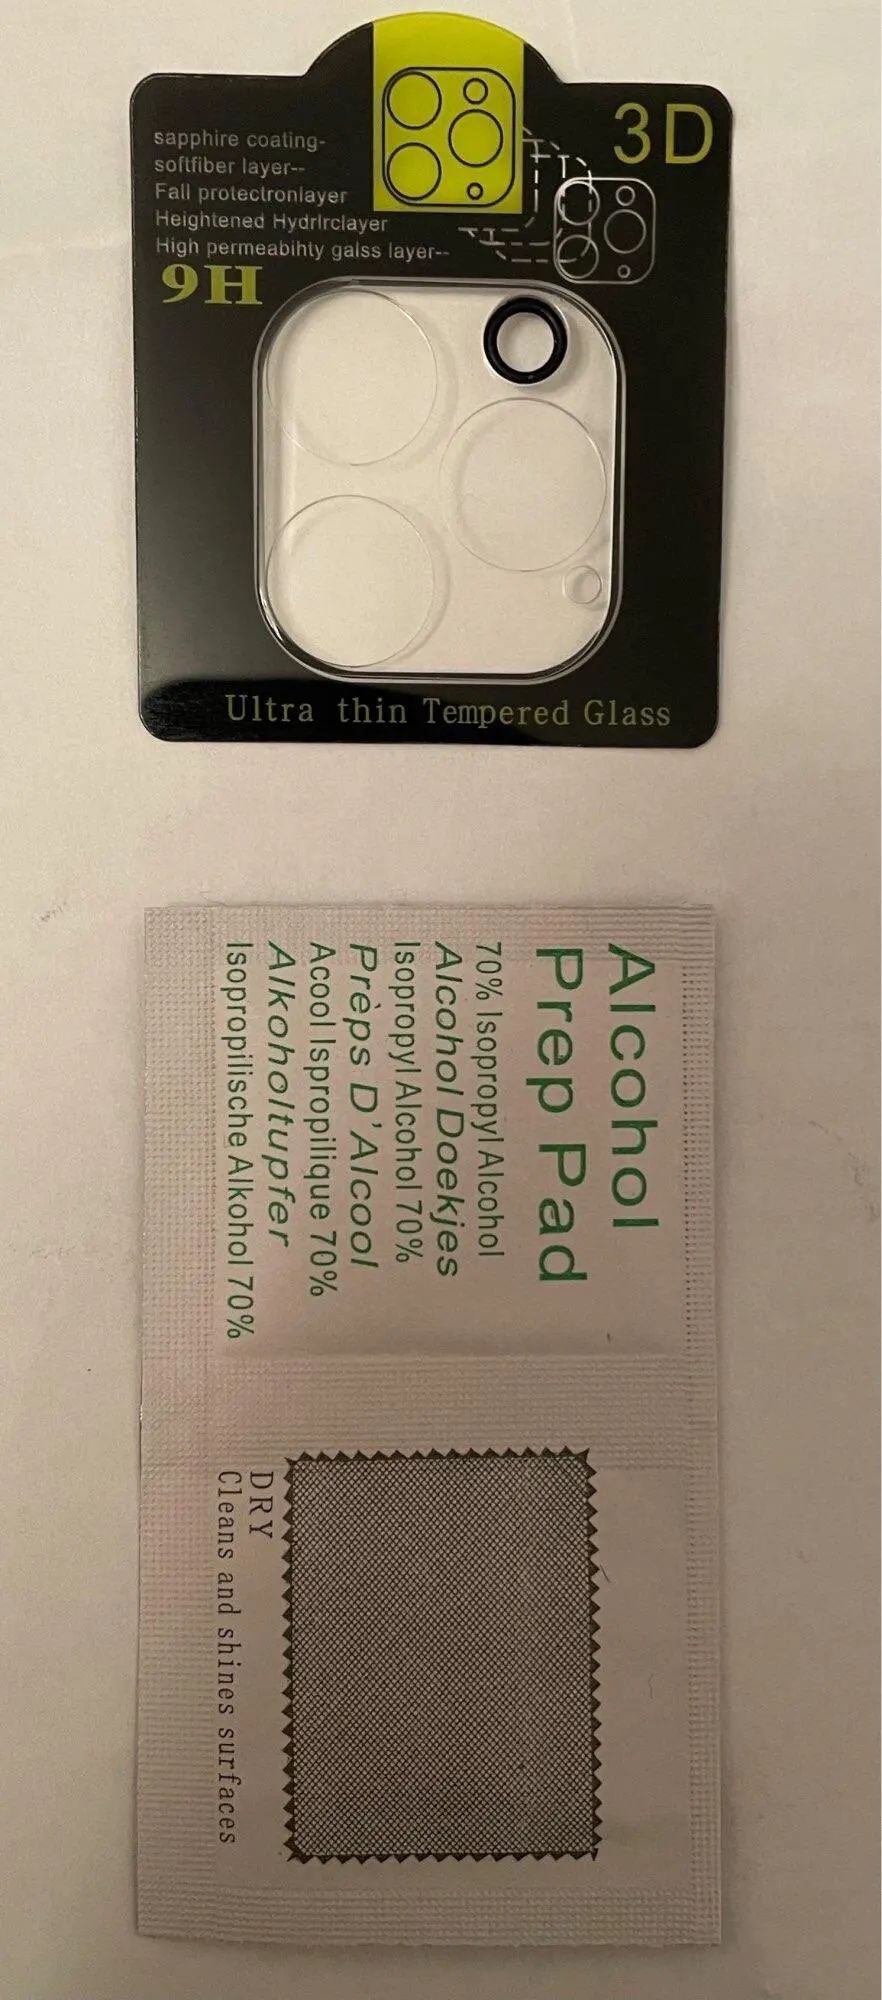 3D
sapphire coating-
softfiber layer--
Fall protectronlayer
Heightened Hydrlrclayer
High permeabihty galss layer--
9H
Ultra thin Tempered Glass
Alcohol
Prep Pad
70% Isopropyl Alcohol
Alcohol Doekjes
Isopropyl Alcohol 70%
Prèps D'Alcool
Acool Ispropilique 70%
Alkoholtupfer
Isopropilische Alkohol 70%
DRY
Cleans and shines surfaces